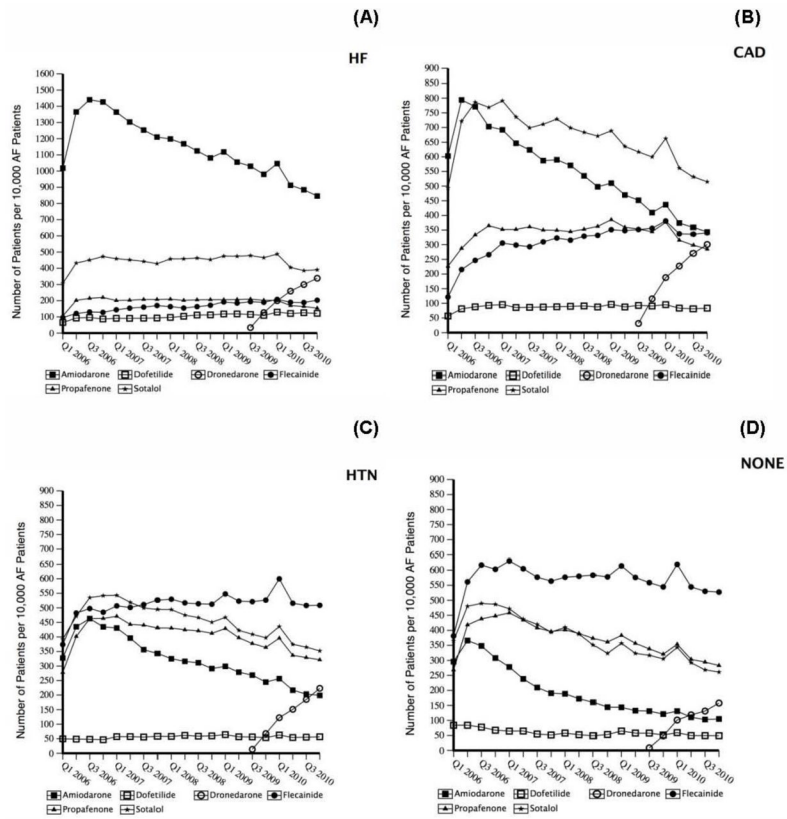 (A)
HF
Number of Patients per 10,000 AF Patients
1600
1500
1400
1300
1200
1100
1000
900
800
700
600
500
400
300
200
100
0
Q1 2006
Q3 2006
Q1 2007
Q3 2007
Q1 2008
Q3 2008
Q1 2009
Q3 2009
Q1 2010
Q3 2010
Amiodarone Dofetilide Dronedarone Flecainide
Propafenone Sotalol
(B)
CAD
Number of Patients per 10,000 AF Patients
900
850
800
750
700
650
600
550
500
450
400
350
300
250
200
150
100
50
0
Q1 2006
Q3 2006
Q1 2007
Q3 2007
Q1 2008
Q3 2008
Q1 2009
Q3 2009
Q1 2010
Q3 2010
Amiodarone Dofetilide Dronedarone Flecainide
Propafenone Sotalol
(C)
HTN
Number of Patients per 10,000 AF Patients
900
850
800
750
700
650
600
550
500
450
400
350
300
250
200
150
100
50
0
Q1 2006
Q3 2006
Q1 2007
Q3 2007
Q1 2008
Q3 2008
Q1 2009
Q3 2009
Q1 2010
Q3 2010
Amiodarone Dofetilide Dronedarone Flecainide
Propafenone Sotalol
(D)
NONE
Number of Patients per 10,000 AF Patients
900
850
800
750
700
650
600
550
500
450
400
350
300
250
200
150
100
50
0
Q1 2006
Q3 2006
Q1 2007
Q3 2007
Q1 2008
Q3 2008
Q1 2009
Q3 2009
Q1 2010
Q3 2010
Amiodarone Dofetilide Dronedarone Flecainide
Propafenone Sotalol